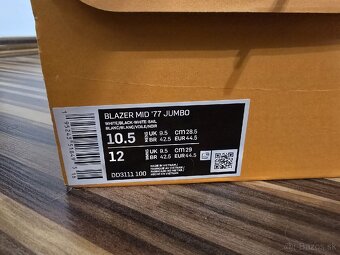 BLAZER MID '77 JUMBO
WHITE/BLACK-WHITE-SAIL
BLANC/BLANC/VOILE/NOIR
10.5 UK 9.5 CM 28.5
BR 42.5 EUR 44.5
12 UK 9.5 CM 29
BR 42.5 EUR 44.5
DD3111 100
Bazos.sk